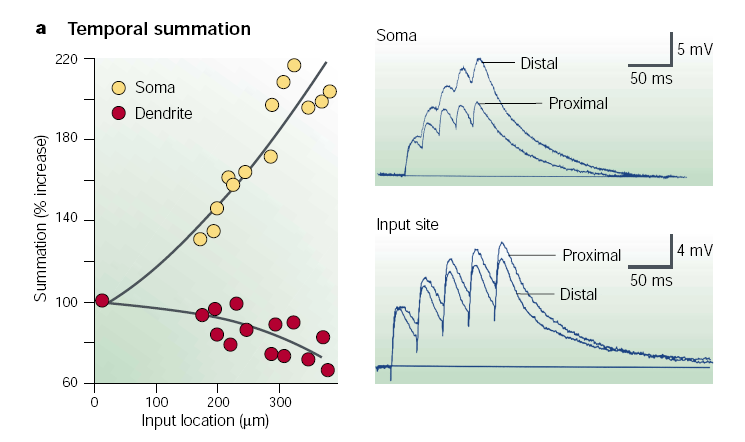 a Temporal summation
220
180
140
100
60
Summation (% increase)
Soma
Dendrite
0 100 200 300
Input location (μm)
Soma
Distal
Proximal
5 mV
50 ms
Input site
Proximal
Distal
4 mV
50 ms